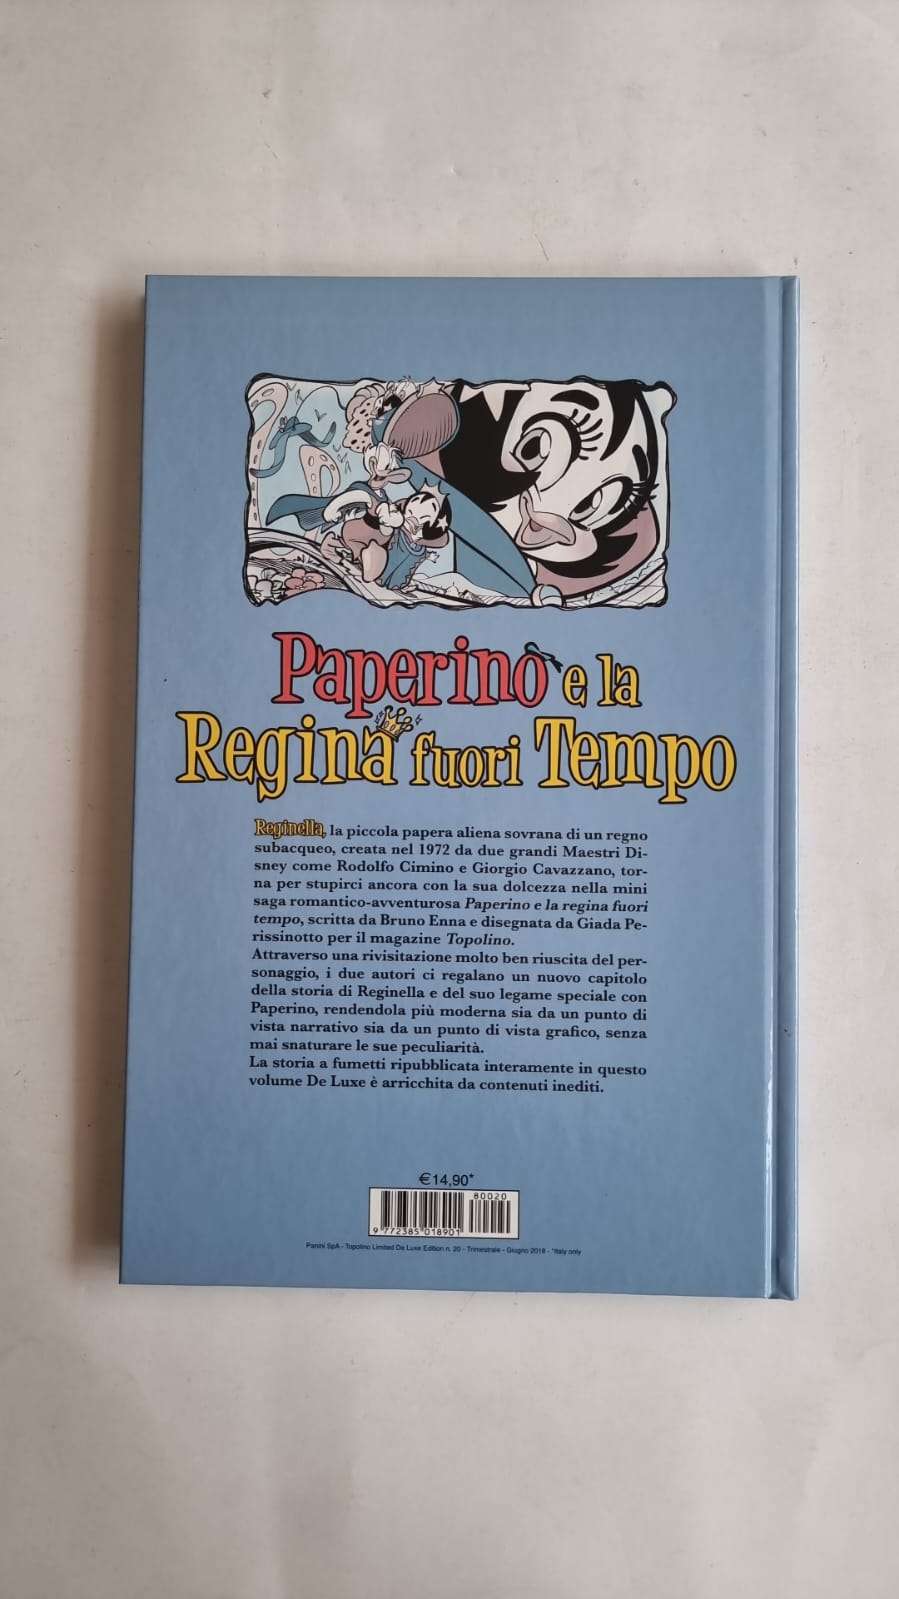 Paperino e la
Regina fuori Tempo
Reginella, la piccola papera aliena sovrana di un regno
subacqueo, creata nel 1972 da due grandi Maestri Di-
sney come Rodolfo Cimino e Giorgio Cavazzano, tor-
na per stupirci ancora con la sua dolcezza nella mini
saga romantico-avventurosa Paperino e la regina fuori
tempo, scritta da Bruno Enna e disegnata da Giada Pe-
rissinotto per il magazine Topolino.
Attraverso una rivisitazione molto ben riuscita del per-
sonaggio, i due autori ci regalano un nuovo capitolo
della storia di Reginella e del suo legame speciale con
Paperino, rendendola più moderna sia da un punto di
vista narrativo sia da un punto di vista grafico, senza
mai snaturare le sue peculiarità.
La storia a fumetti ripubblicata interamente in questo
volume De Luxe è arricchita da contenuti inediti.
€14,90*
80020
9 772385 018901
Panini SpA - Topolino Limited De Luxe Edition n. 20 - Trimestrale - Giugno 2018 - *Italy only